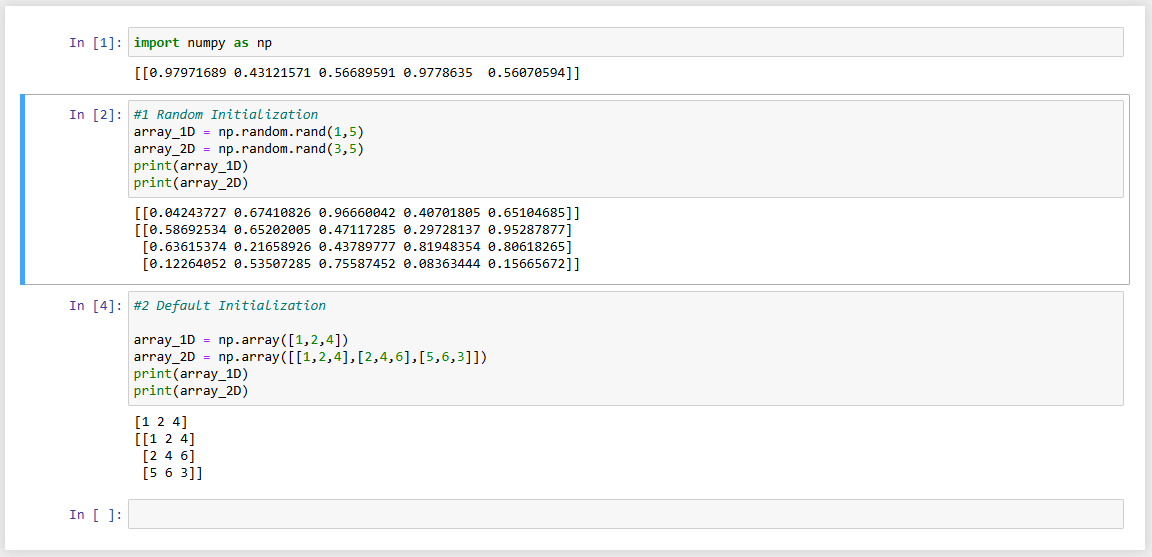 In [1]: import numpy as np
[[0.97971689 0.43121571 0.56689591 0.9778635  0.56070594]]
In [2]: #1 Random Initialization
array_1D = np.random.rand(1,5)
array_2D = np.random.rand(3,5)
print(array_1D)
print(array_2D)
[[0.04243727 0.67410826 0.96660042 0.40701805 0.65104685]]
[[0.58692534 0.65202005 0.47117285 0.29728137 0.95287877]
 [0.63615374 0.21658926 0.43789777 0.81948354 0.80618265]
 [0.12264052 0.53507285 0.75587452 0.08363444 0.15665672]]
In [4]: #2 Default Initialization
array_1D = np.array([1,2,4])
array_2D = np.array([[1,2,4],[2,4,6],[5,6,3]])
print(array_1D)
print(array_2D)
[1 2 4]
[[1 2 4]
 [2 4 6]
 [5 6 3]]
In [ ]: